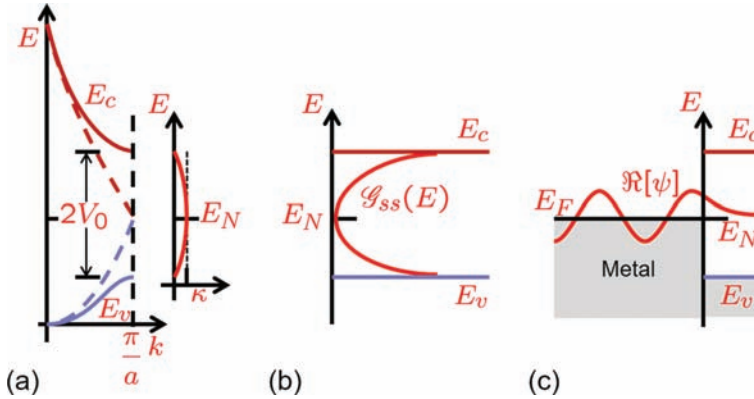 E
E_c
2V_0
E_v
π/a
k
E
E_N
κ
(a)
E
E_c
E_N
𝒢_ss(E)
E_v
(b)
E
E_c
ℜ[ψ]
E_F
E_N
Metal
E_v
(c)